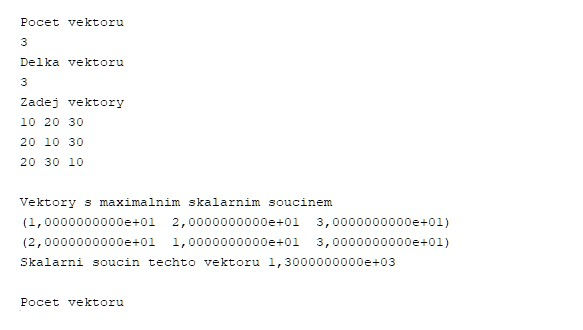 Pocet vektoru
3
Delka vektoru
3
Zadej vektory
10 20 30
20 10 30
20 30 10
Vektory s maximalnim skalarnim soucinem
(1,0000000000e+01  2,0000000000e+01  3,0000000000e+01)
(2,0000000000e+01  1,0000000000e+01  3,0000000000e+01)
Skalarni soucin techto vektoru 1,3000000000e+03
Pocet vektoru